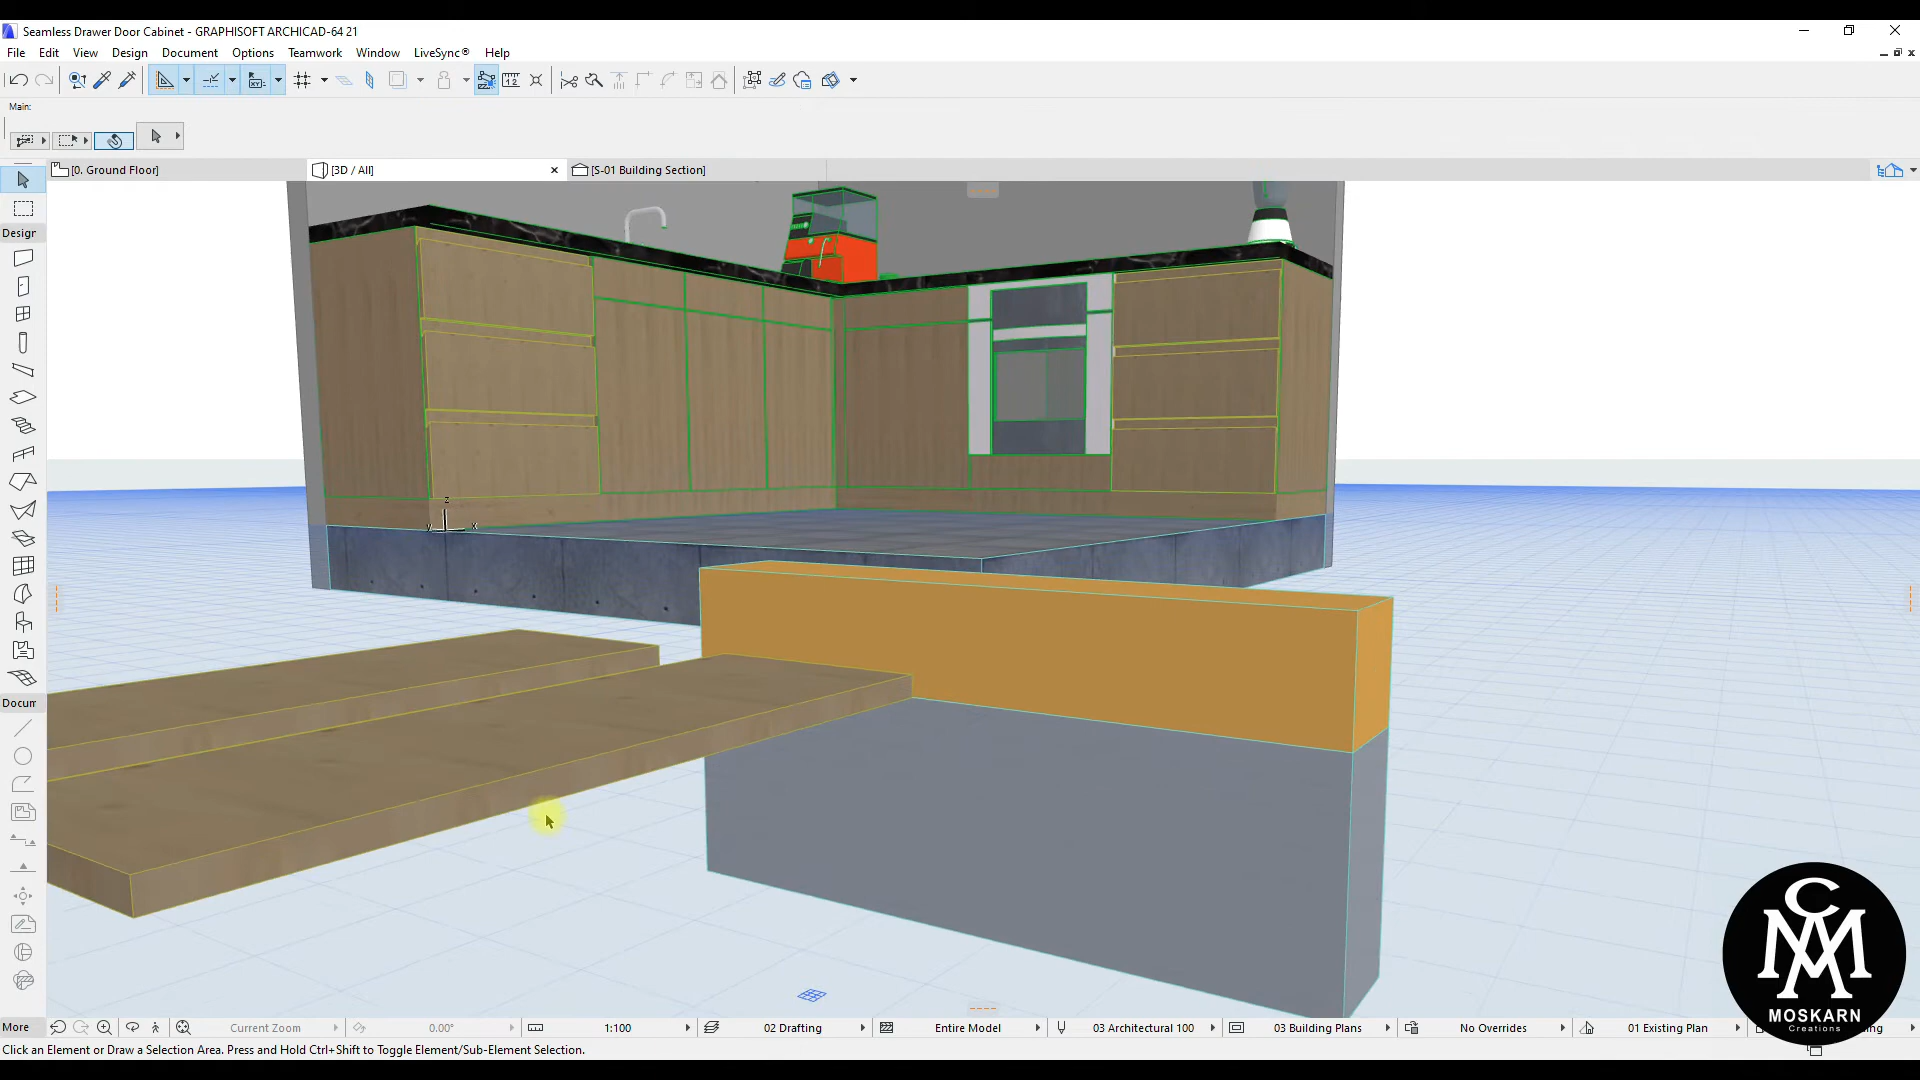 Seamless Drawer Door Cabinet - GRAPHISOFT ARCHICAD-64 21
File Edit View Design Document Options Teamwork Window LiveSync® Help
Main:
[0. Ground Floor] [3D / All] [S-01 Building Section]
Design
z
y x
Docum
More Current Zoom 0.00° 1:100 02 Drafting Entire Model 03 Architectural 100 03 Building Plans No Overrides 01 Existing Plan
Click an Element or Draw a Selection Area. Press and Hold Ctrl+Shift to Toggle Element/Sub-Element Selection.
CM
MOSKARN
Creations